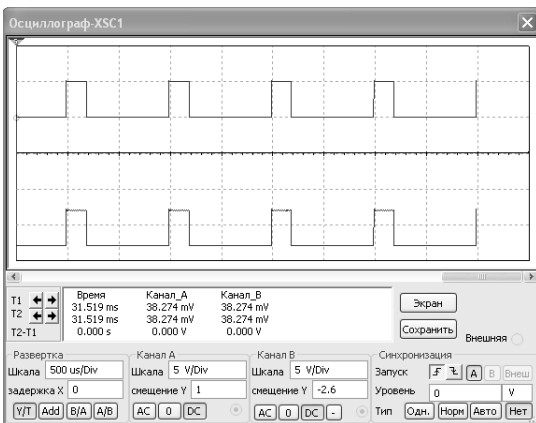 Осциллограф-XSC1
T1
T2
T2-T1
Время Канал_A Канал_B
31.519 ms 38.274 mV 38.274 mV
31.519 ms 38.274 mV 38.274 mV
0.000 s 0.000 V 0.000 V
Экран
Сохранить
Внешняя
Развертка
Шкала 500 us/Div
задержка X 0
Y/T Add B/A A/B
Канал A
Шкала 5 V/Div
смещение Y 1
AC 0 DC
Канал B
Шкала 5 V/Div
смещение Y -2.6
AC 0 DC -
Синхронизация
Запуск A B Внеш
Уровень 0 V
Тип Одн. Норм Авто Нет